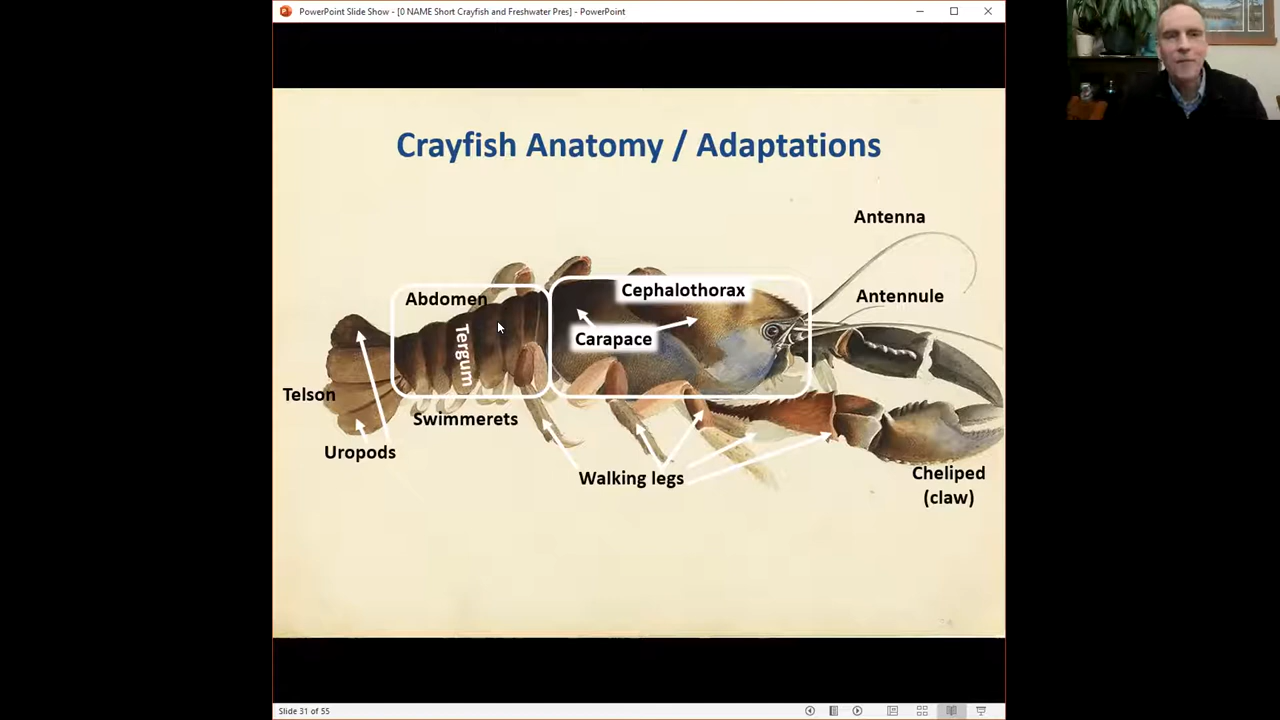 PowerPoint Slide Show - [0 NAME Short Crayfish and Freshwater Pres] - PowerPoint
Crayfish Anatomy / Adaptations
Antenna
Cephalothorax
Antennule
Abdomen
Tergum
Carapace
Telson
Swimmerets
Uropods
Walking legs
Cheliped
(claw)
Slide 31 of 55